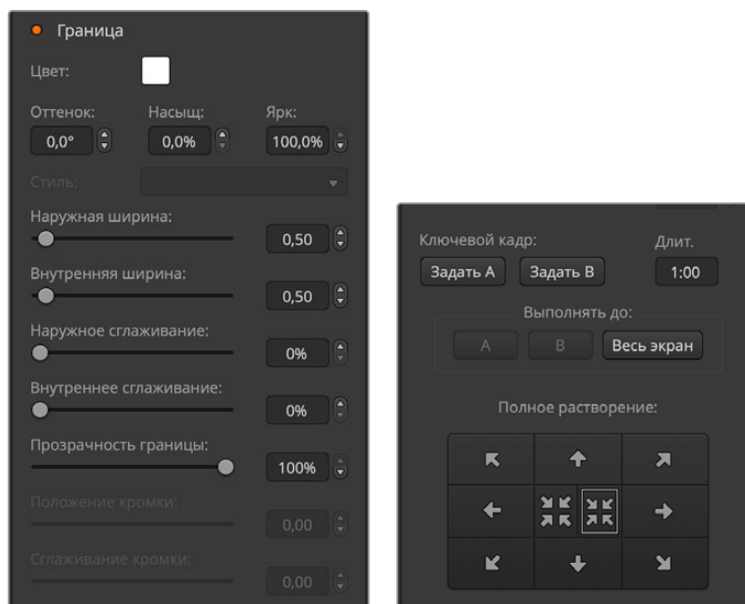 Граница
Цвет:
Оттенок: Насыщ: Ярк:
0,0° 0,0% 100,0%
Стиль:
Наружная ширина:
0,50
Внутренняя ширина:
0,50
Наружное сглаживание:
0%
Внутреннее сглаживание:
0%
Прозрачность границы:
100%
Положение кромки:
0,00
Сглаживание кромки:
0,00
Ключевой кадр: Длит.
Задать A Задать B 1:00
Выполнять до:
A B Весь экран
Полное растворение: